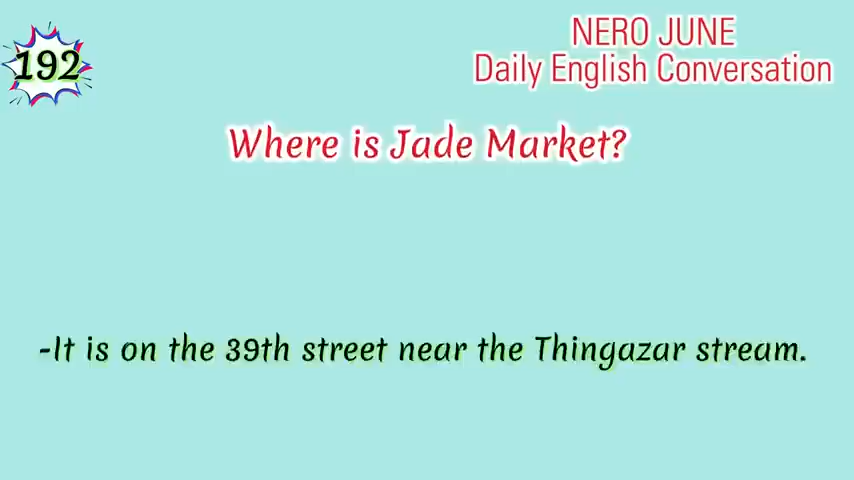 192
NERO JUNE
Daily English Conversation
Where is Jade Market?
-It is on the 39th street near the Thingazar stream.